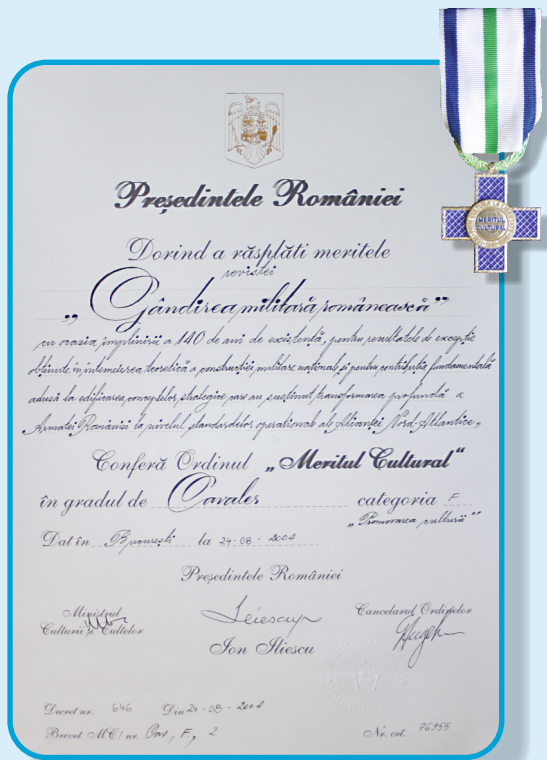 MERITUL
CULTURAL
Președintele României
Dorind a răsplăti meritele
revistei
„Gândirea militară românească”
cu ocazia împlinirii a 140 de ani de existență, pentru rezultatele de excepție
obținute în întemeierea teoretică a construcției militare naționale și pentru contribuția fundamentală
adusă la edificarea conceptelor strategice care au susținut transformarea profundă a
Armatei României la nivelul standardelor operaționale ale Alianței Nord-Atlantice,
Conferă Ordinul „Meritul Cultural“
în gradul de Cavaler categoria F
„Promovarea culturii”
Dat în București la 24-08-2004
Președintele României
Ministrul
Culturii și Cultelor
Cancelarul Ordinelor
Ion Iliescu
Decret nr. 646 Din 24-08-2004
Brevet MC/nr. Cav, F, 2
Nr. crt. 76955